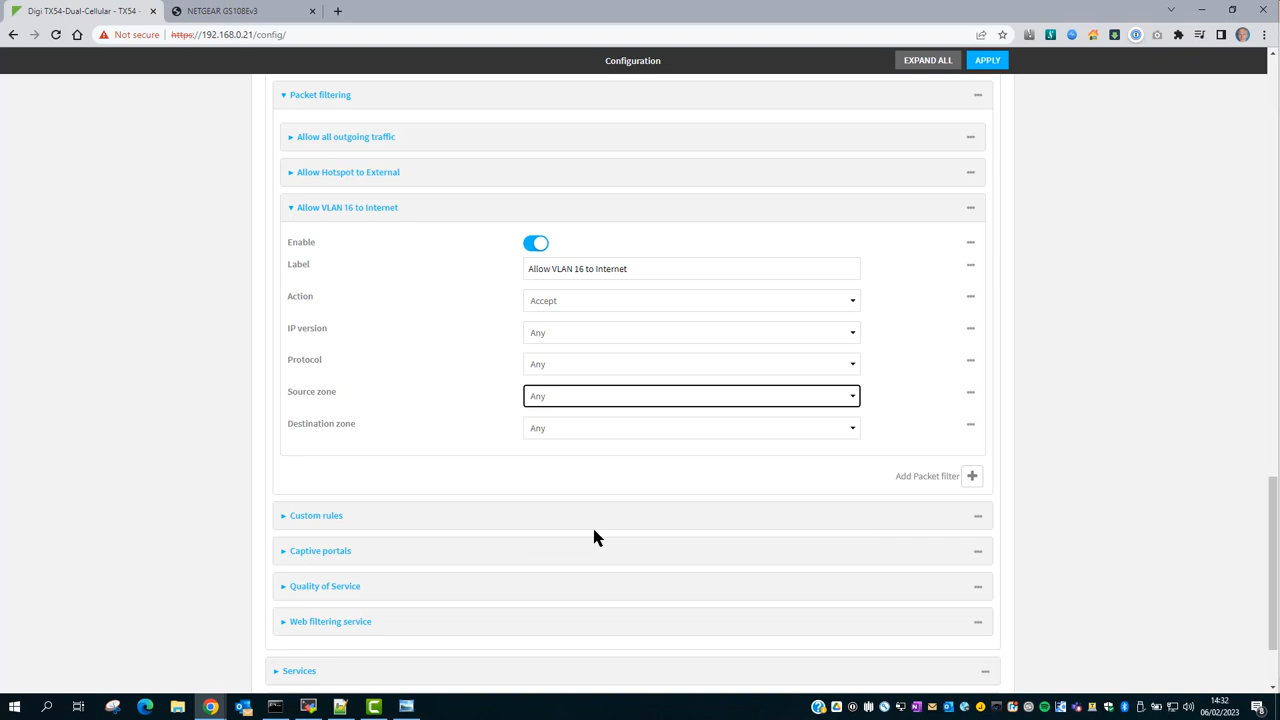 Digi TX54-Dual-Cellular - TX54 -
NETGEAR GS108Ev3
Not secure
https://192.168.0.21/config/
Configuration
EXPAND ALL
APPLY
Packet filtering
Allow all outgoing traffic
Allow Hotspot to External
Allow VLAN 16 to Internet
Enable
Label
Allow VLAN 16 to Internet
Action
Accept
IP version
Any
Protocol
Any
Source zone
Any
Destination zone
Any
Add Packet filter
Custom rules
Captive portals
Quality of Service
Web filtering service
Services
14:32
06/02/2023